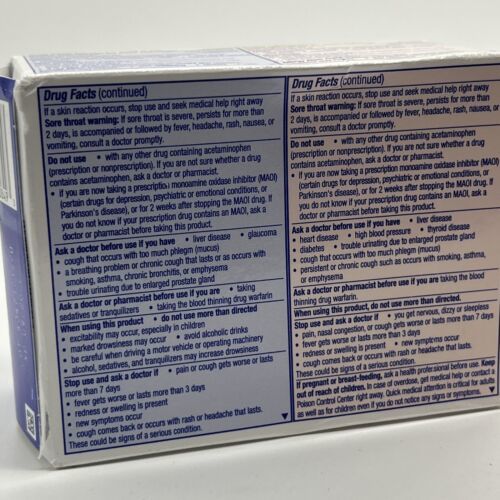 Drug Facts (continued)
If a skin reaction occurs, stop use and seek medical help right away
Sore throat warning: If sore throat is severe, persists for more than
2 days, is accompanied or followed by fever, headache, rash, nausea, or
vomiting, consult a doctor promptly.
Do not use • with any other drug containing acetaminophen
(prescription or nonprescription). If you are not sure whether a drug
contains acetaminophen, ask a doctor or pharmacist.
• if you are now taking a prescription monoamine oxidase inhibitor (MAOI)
(certain drugs for depression, psychiatric or emotional conditions, or
Parkinson's disease), or for 2 weeks after stopping the MAOI drug. If
you do not know if your prescription drug contains an MAOI, ask a
doctor or pharmacist before taking this product.
Ask a doctor before use if you have • liver disease • glaucoma
• cough that occurs with too much phlegm (mucus)
• a breathing problem or chronic cough that lasts or as occurs with
smoking, asthma, chronic bronchitis, or emphysema
• trouble urinating due to enlarged prostate gland
Ask a doctor or pharmacist before use if you are • taking
sedatives or tranquilizers • taking the blood thinning drug warfarin
When using this product • do not use more than directed
• excitability may occur, especially in children
• marked drowsiness may occur • avoid alcoholic drinks
• be careful when driving a motor vehicle or operating machinery
• alcohol, sedatives, and tranquilizers may increase drowsiness
Stop use and ask a doctor if • pain or cough gets worse or lasts
more than 7 days
• fever gets worse or lasts more than 3 days
• redness or swelling is present
• new symptoms occur
• cough comes back or occurs with rash or headache that lasts.
These could be signs of a serious condition.
Drug Facts (continued)
If a skin reaction occurs, stop use and seek medical help right away.
Sore throat warning: If sore throat is severe, persists for more than
2 days, is accompanied or followed by fever, headache, rash, nausea, or
vomiting, consult a doctor promptly.
Do not use • with any other drug containing acetaminophen
(prescription or nonprescription). If you are not sure whether a drug
contains acetaminophen, ask a doctor or pharmacist.
• if you are now taking a prescription monoamine oxidase inhibitor (MAOI)
(certain drugs for depression, psychiatric or emotional conditions, or
Parkinson's disease), or for 2 weeks after stopping the MAOI drug. If
you do not know if your prescription drug contains an MAOI, ask a
doctor or pharmacist before taking this product.
Ask a doctor before use if you have • liver disease
• heart disease • high blood pressure • thyroid disease
• diabetes • trouble urinating due to enlarged prostate gland
• cough that occurs with too much phlegm (mucus)
• persistent or chronic cough such as occurs with smoking, asthma,
or emphysema
Ask a doctor or pharmacist before use if you are taking the blood
thinning drug warfarin.
When using this product, do not use more than directed.
Stop use and ask a doctor if • you get nervous, dizzy or sleepless
• pain, nasal congestion, or cough gets worse or lasts more than 7 days
• fever gets worse or lasts more than 3 days
• redness or swelling is present • new symptoms occur
• cough comes back or occurs with rash or headache that lasts.
These could be signs of a serious condition.
If pregnant or breast-feeding, ask a health professional before use. Keep
out of reach of children. In case of overdose, get medical help or contact a
Poison Control Center right away. Quick medical attention is critical for adults
as well as for children even if you do not notice any signs or symptoms.